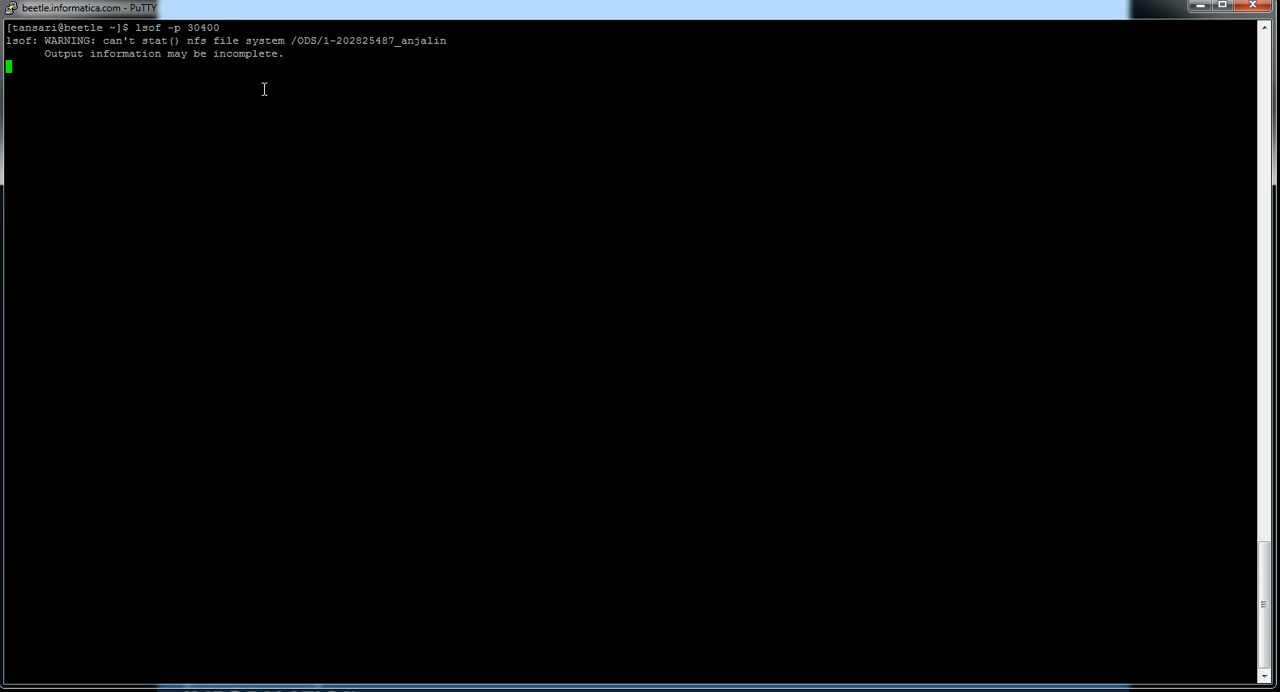 beetle.informatica.com - PuTTY
[tansari@beetle ~]$ lsof -p 30400
lsof: WARNING: can't stat() nfs file system /ODS/1-202825487_anjalin
      Output information may be incomplete.